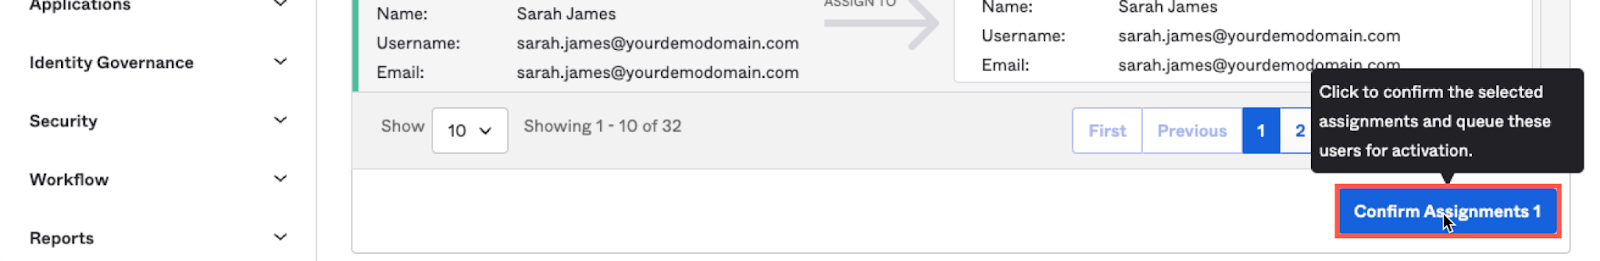 Applications
Identity Governance
Security
Workflow
Reports
ASSIGN TO
Name: Sarah James
Username: sarah.james@yourdemodomain.com
Email: sarah.james@yourdemodomain.com
Name: Sarah James
Username: sarah.james@yourdemodomain.com
Email: sarah.james@yourdemodomain.com
Show 10 Showing 1 - 10 of 32
First Previous 1 2
Click to confirm the selected
assignments and queue these
users for activation.
Confirm Assignments 1